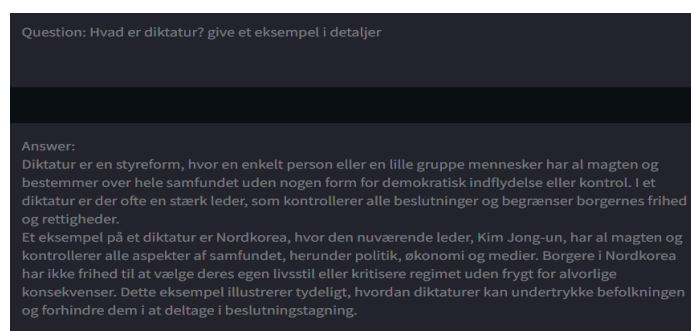 Question: Hvad er diktatur? give et eksempel i detaljer
Answer:
Diktatur er en styreform, hvor en enkelt person eller en lille gruppe mennesker har al magten og
bestemmer over hele samfundet uden nogen form for demokratisk indflydelse eller kontrol. I et
diktatur er der ofte en stærk leder, som kontrollerer alle beslutninger og begrænser borgernes frihed
og rettigheder.
Et eksempel på et diktatur er Nordkorea, hvor den nuværende leder, Kim Jong-un, har al magten og
kontrollerer alle aspekter af samfundet, herunder politik, økonomi og medier. Borgere i Nordkorea
har ikke frihed til at vælge deres egen livsstil eller kritisere regimet uden frygt for alvorlige
konsekvenser. Dette eksempel illustrerer tydeligt, hvordan diktaturer kan undertrykke befolkningen
og forhindre dem i at deltage i beslutningstagning.